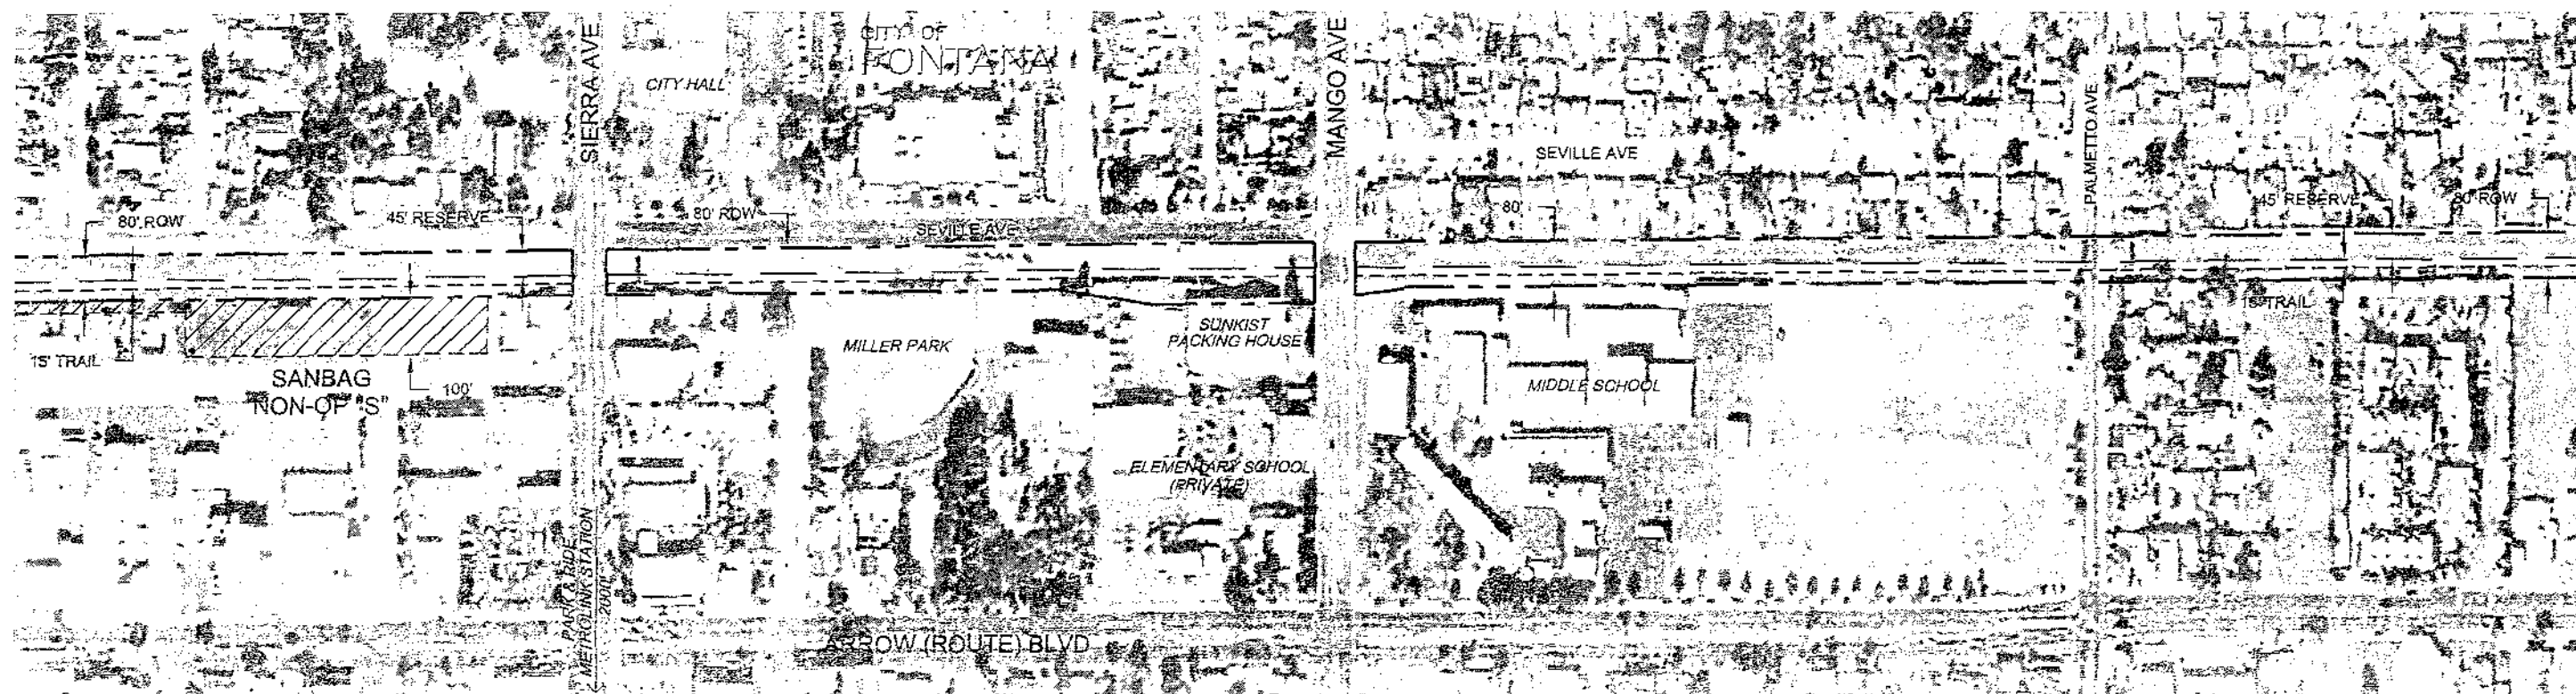 CITY OF
FONTANA
CITY HALL
SIERRA AVE
MANGO AVE
PALMETTO AVE
SEVILLE AVE
80' ROW
45' RESERVE
80' ROW
SEVILLE AVE
80'
45' RESERVE
80' ROW
15' TRAIL
15' TRAIL
SANBAG
NON-OP "S"
100'
MILLER PARK
SUNKIST
PACKING HOUSE
MIDDLE SCHOOL
ELEMENTARY SCHOOL
(PRIVATE)
PARK & RIDE
METROLINK STATION
2000'
ARROW (ROUTE) BLVD